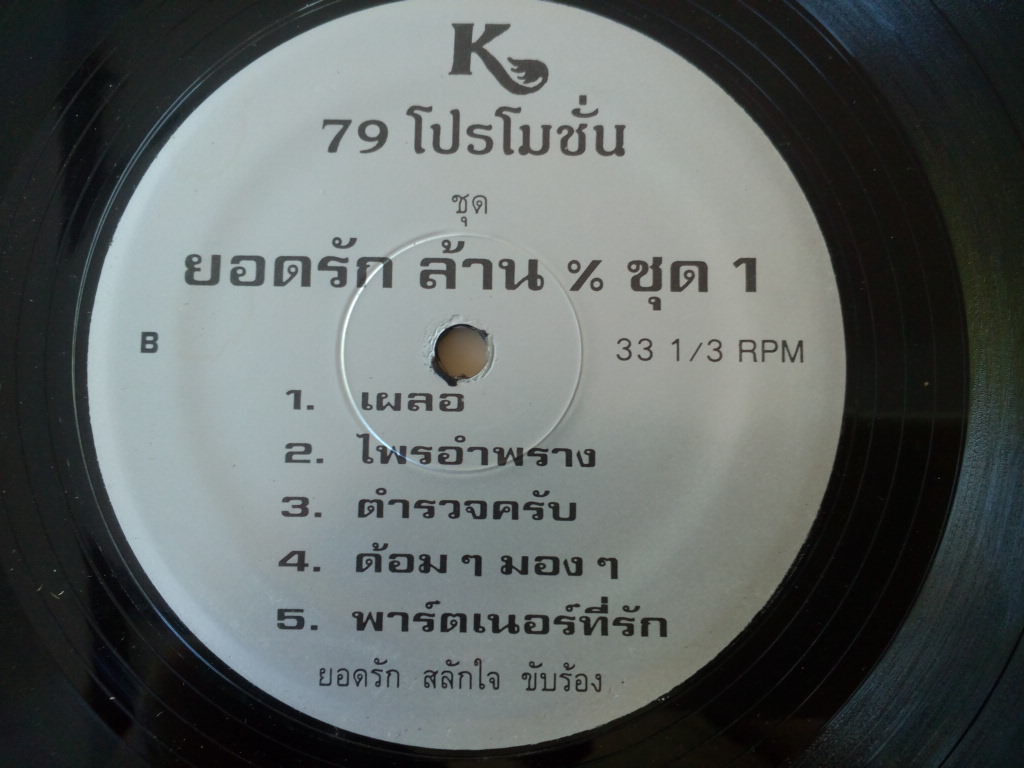 K
79 โปรโมชั่น
ชุด
ยอดรัก ล้าน % ชุด 1
B 33 1/3 RPM
1. เผลอ
2. ไพรอำพราง
3. ตำรวจครับ
4. ด้อม ๆ มอง ๆ
5. พาร์ตเนอร์ที่รัก
ยอดรัก สลักใจ ขับร้อง